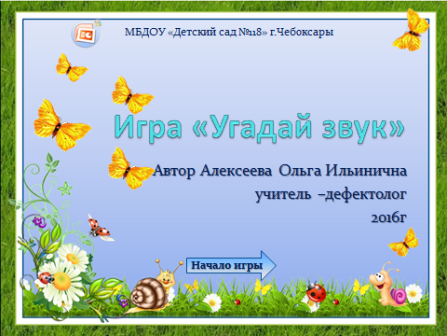 МБДОУ «Детский сад №118» г.Чебоксары
Игра «Угадай звук»
Автор Алексеева Ольга Ильинична
учитель –дефектолог
2016г
Начало игры